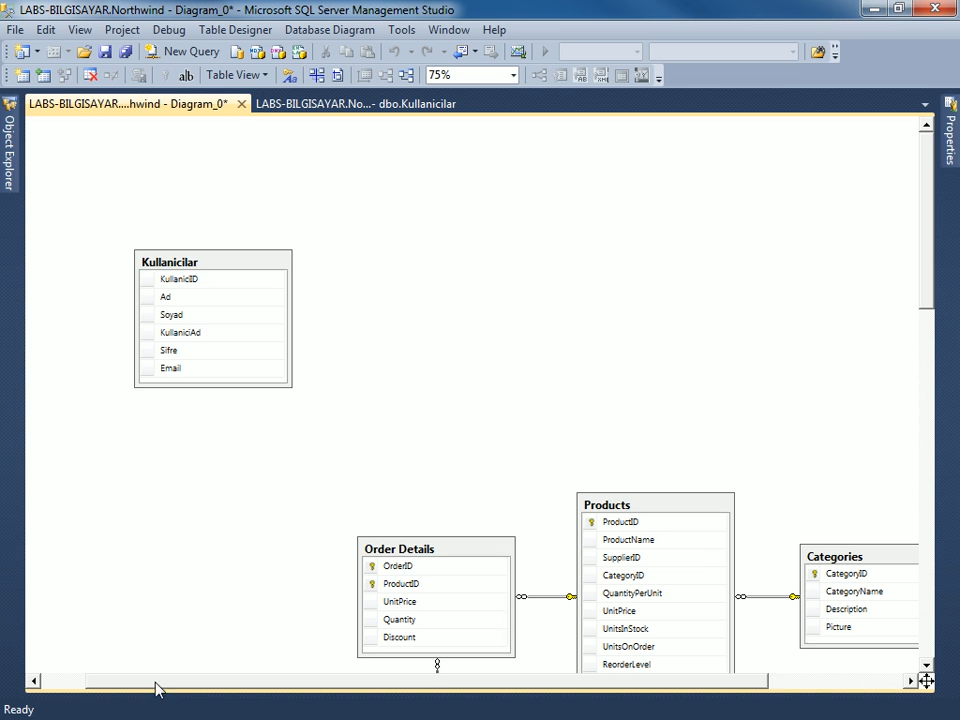 LABS-BILGISAYAR.Northwind - Diagram_0* - Microsoft SQL Server Management Studio
File Edit View Project Debug Table Designer Database Diagram Tools Window Help
New Query
ab| Table View 75%
LABS-BILGISAYAR....hwind - Diagram_0* LABS-BILGISAYAR.No...- dbo.Kullanicilar
Object Explorer
Properties
Kullanicilar
KullaniciID
Ad
Soyad
KullaniciAd
Sifre
Email
Products
ProductID
ProductName
SupplierID
CategoryID
QuantityPerUnit
UnitPrice
UnitsInStock
UnitsOnOrder
ReorderLevel
Order Details
OrderID
ProductID
UnitPrice
Quantity
Discount
Categories
CategoryID
CategoryName
Description
Picture
Ready